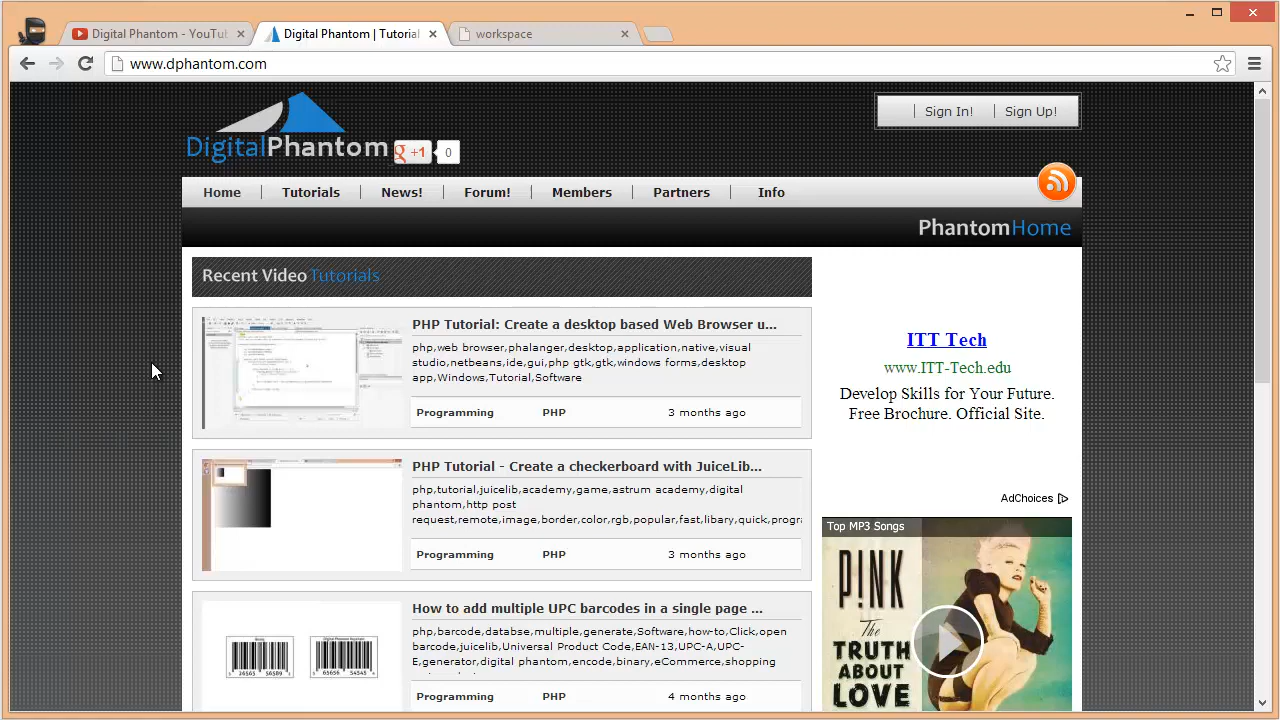 Digital Phantom - YouTu
Digital Phantom | Tutorial
workspace
www.dphantom.com
DigitalPhantom
+1
0
Sign In!
Sign Up!
Home
Tutorials
News!
Forum!
Members
Partners
Info
PhantomHome
Recent Video Tutorials
PHP Tutorial: Create a desktop based Web Browser u...
php,web browser,phalanger,desktop,application,native,visual
studio,netbeans,ide,gui,php gtk,gtk,windows forms,desktop
app,Windows,Tutorial,Software
Programming
PHP
3 months ago
PHP Tutorial - Create a checkerboard with JuiceLib...
php,tutorial,juicelib,academy,game,astrum academy,digital
phantom,http post
request,remote,image,border,color,rgb,popular,fast,libary,quick,progra
Programming
PHP
3 months ago
How to add multiple UPC barcodes in a single page ...
php,barcode,database,multiple,generate,Software,how-to,Click,open
barcode,juicelib,Universal Product Code,EAN-13,UPC-A,UPC-
E,generator,digital phantom,encode,binary,eCommerce,shopping
Programming
PHP
4 months ago
ITT Tech
www.ITT-Tech.edu
Develop Skills for Your Future.
Free Brochure. Official Site.
AdChoices
Top MP3 Songs
P!NK
The
TRUTH
ABOUT
LOVE